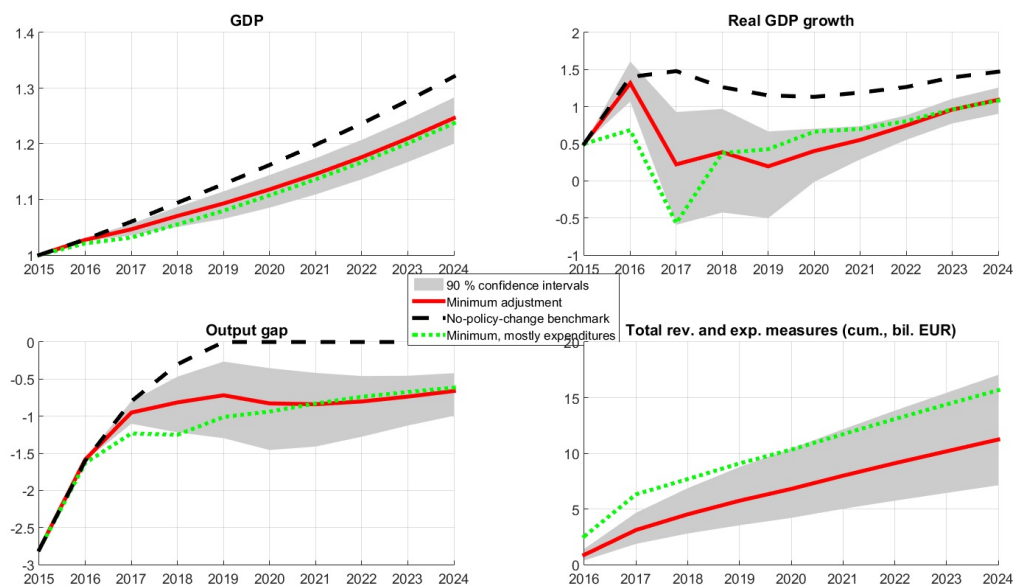 GDP
1.4
1.3
1.2
1.1
1
2015 2016 2017 2018 2019 2020 2021 2022 2023 2024
Real GDP growth
2
1.5
1
0.5
0
-0.5
-1
2015 2016 2017 2018 2019 2020 2021 2022 2023 2024
90 % confidence intervals
Minimum adjustment
No-policy-change benchmark
Minimum, mostly expenditures
Output gap
0
-0.5
-1
-1.5
-2
-2.5
-3
2015 2016 2017 2018 2019 2020 2021 2022 2023 2024
Total rev. and exp. measures (cum., bil. EUR)
20
15
10
5
0
2016 2017 2018 2019 2020 2021 2022 2023 2024